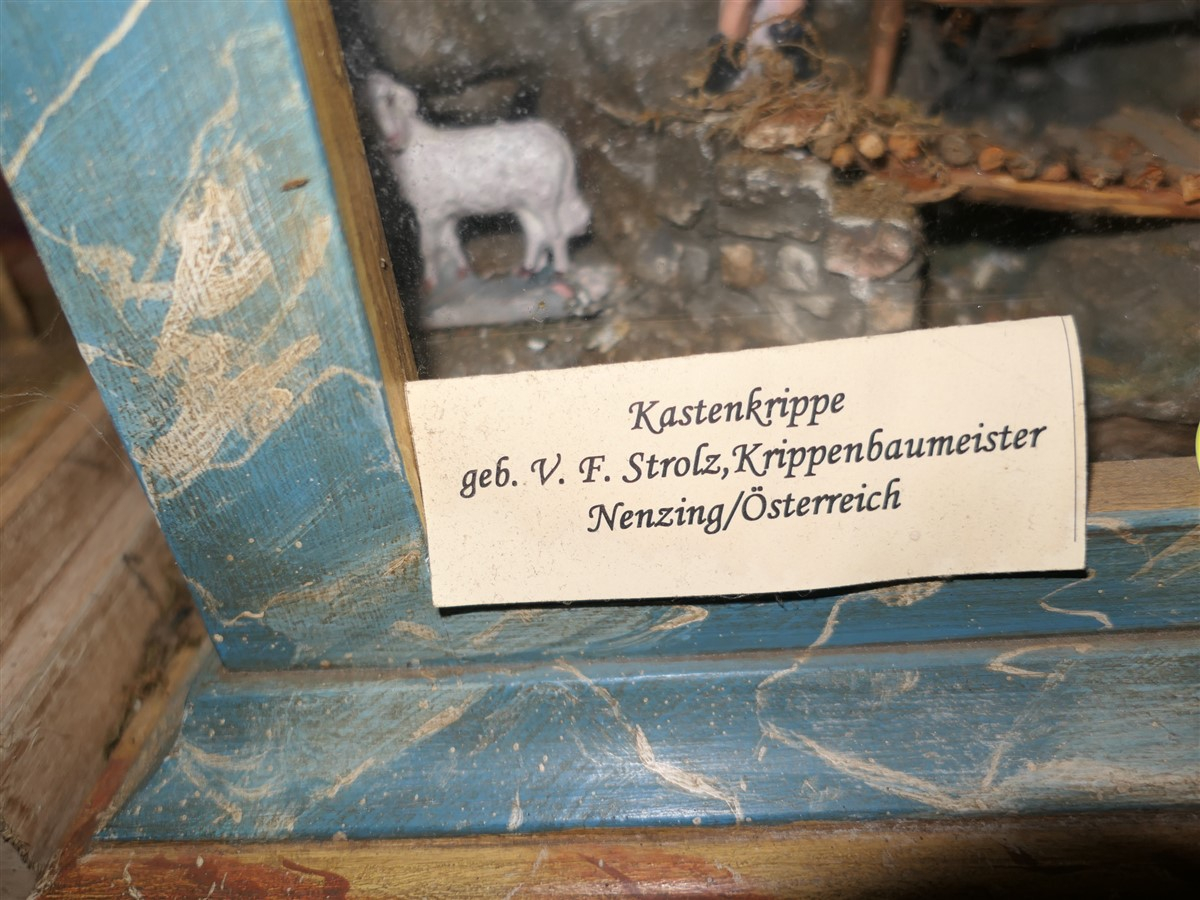 Kastenkrippe
geb. V. F. Strolz,Krippenbaumeister
Nenzing/Österreich